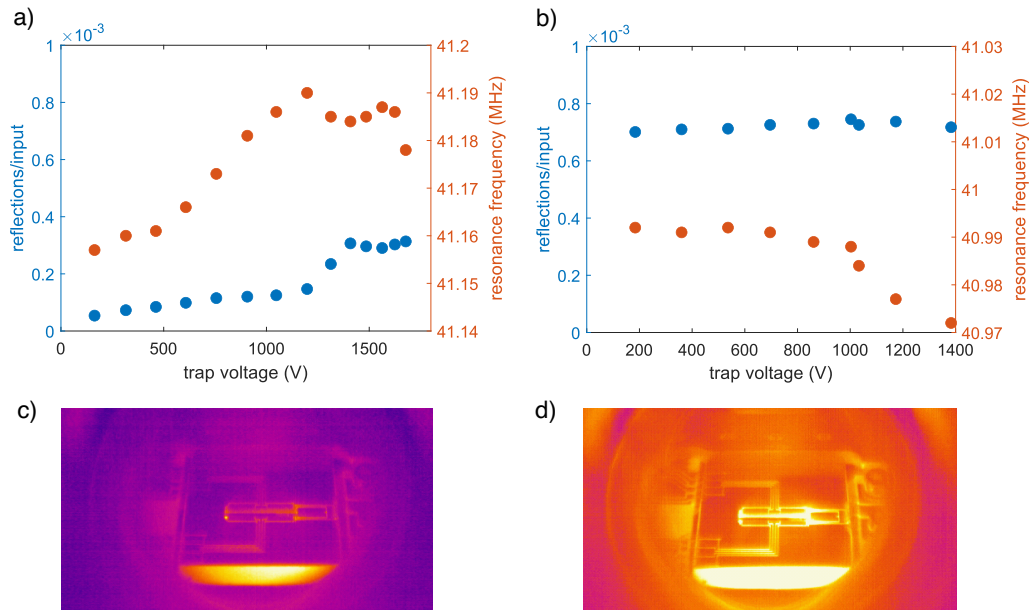 a)
×10⁻³
1
0.8
0.6
0.4
0.2
0
reflections/input
41.2
41.19
41.18
41.17
41.16
41.15
41.14
resonance frequency (MHz)
0 500 1000 1500
trap voltage (V)
b)
×10⁻³
1
0.8
0.6
0.4
0.2
0
reflections/input
41.03
41.02
41.01
41
40.99
40.98
40.97
resonance frequency (MHz)
0 200 400 600 800 1000 1200 1400
trap voltage (V)
c)
d)